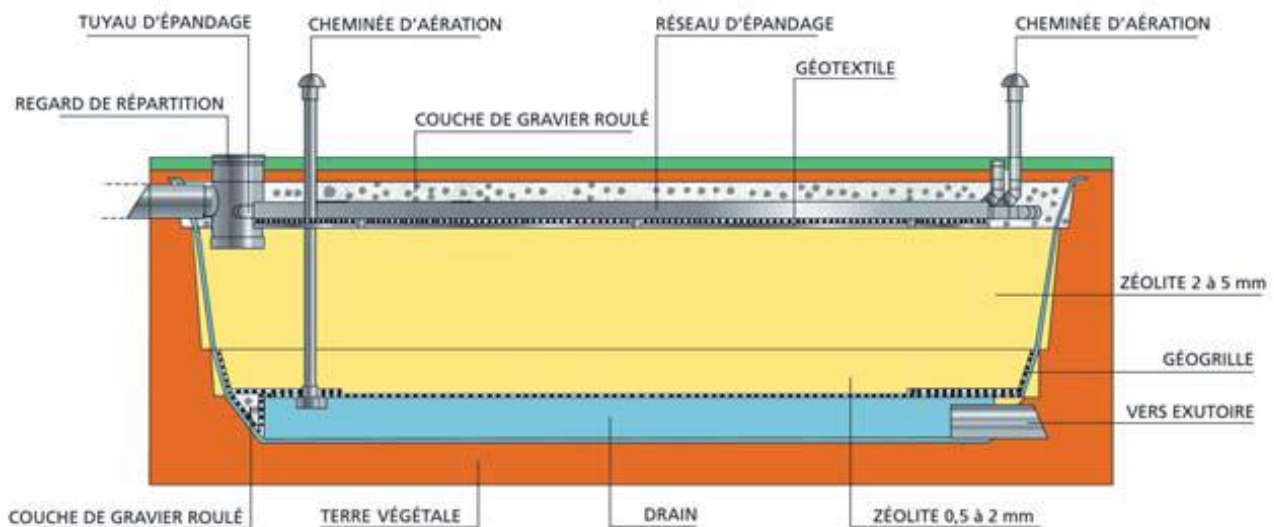 TUYAU D'ÉPANDAGE
CHEMINÉE D'AÉRATION
RÉSEAU D'ÉPANDAGE
CHEMINÉE D'AÉRATION
GÉOTEXTILE
REGARD DE RÉPARTITION
COUCHE DE GRAVIER ROULÉ
ZÉOLITE 2 à 5 mm
GÉOGRILLE
VERS EXUTOIRE
COUCHE DE GRAVIER ROULÉ
TERRE VÉGÉTALE
DRAIN
ZÉOLITE 0,5 à 2 mm